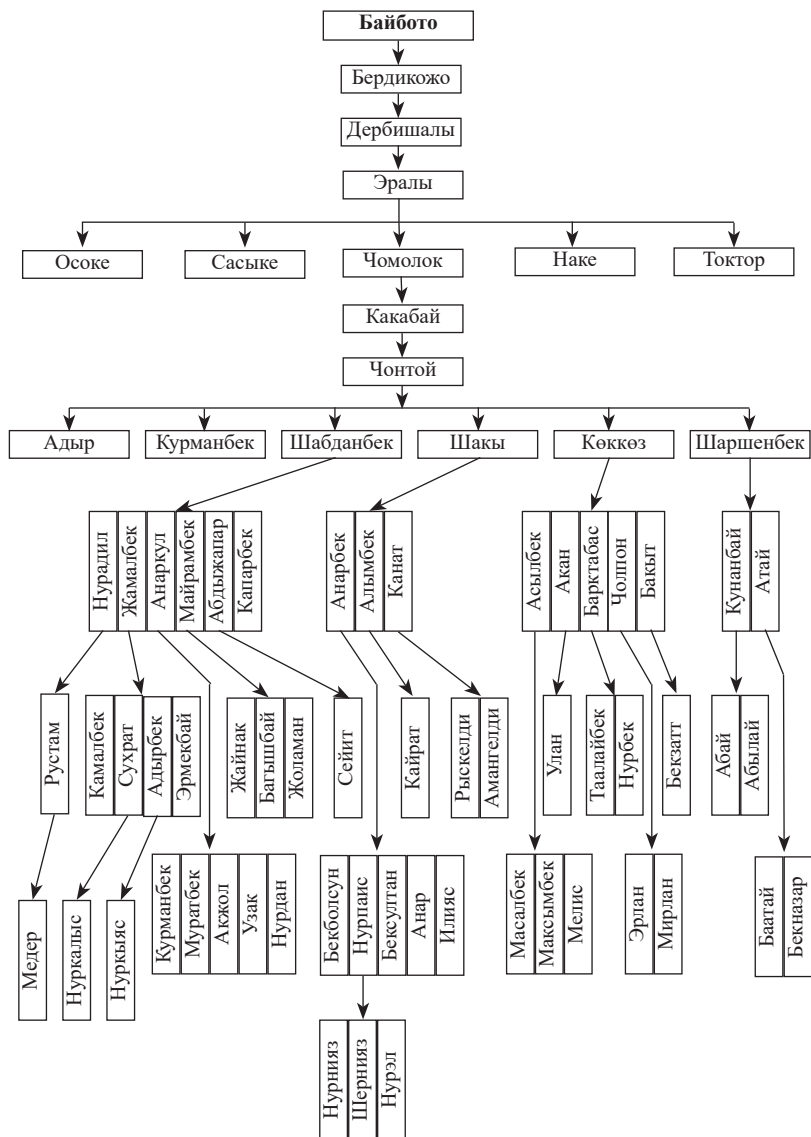 Байбото
Бердикожо
Дербишалы
Эралы
Осоке
Сасыке
Чомолок
Наке
Токтор
Какабай
Чонтой
Адыр
Курманбек
Шабданбек
Шакы
Көккөз
Шаршенбек
Нурадил
Жамалбек
Анаркул
Майрамбек
Абдыжапар
Капарбек
Анарбек
Алымбек
Канат
Асылбек
Акан
Барктабас
Чолпон
Бакыт
Кунанбай
Атай
Рустам
Камалбек
Сухрат
Адырбек
Эрмекбай
Жайнак
Багышбай
Жоламан
Сейит
Кайрат
Рыскелди
Амангелди
Улан
Таалайбек
Нурбек
Бекзатт
Абай
Абылай
Медер
Нуркалыс
Нуркыяс
Курманбек
Муратбек
Акжол
Узак
Нурдан
Бекболсун
Нурпаис
Бексултан
Анар
Илияс
Масалбек
Максымбек
Мелис
Эрлан
Мирлан
Баатай
Бекназар
Нурнияз
Шернияз
Нурэл